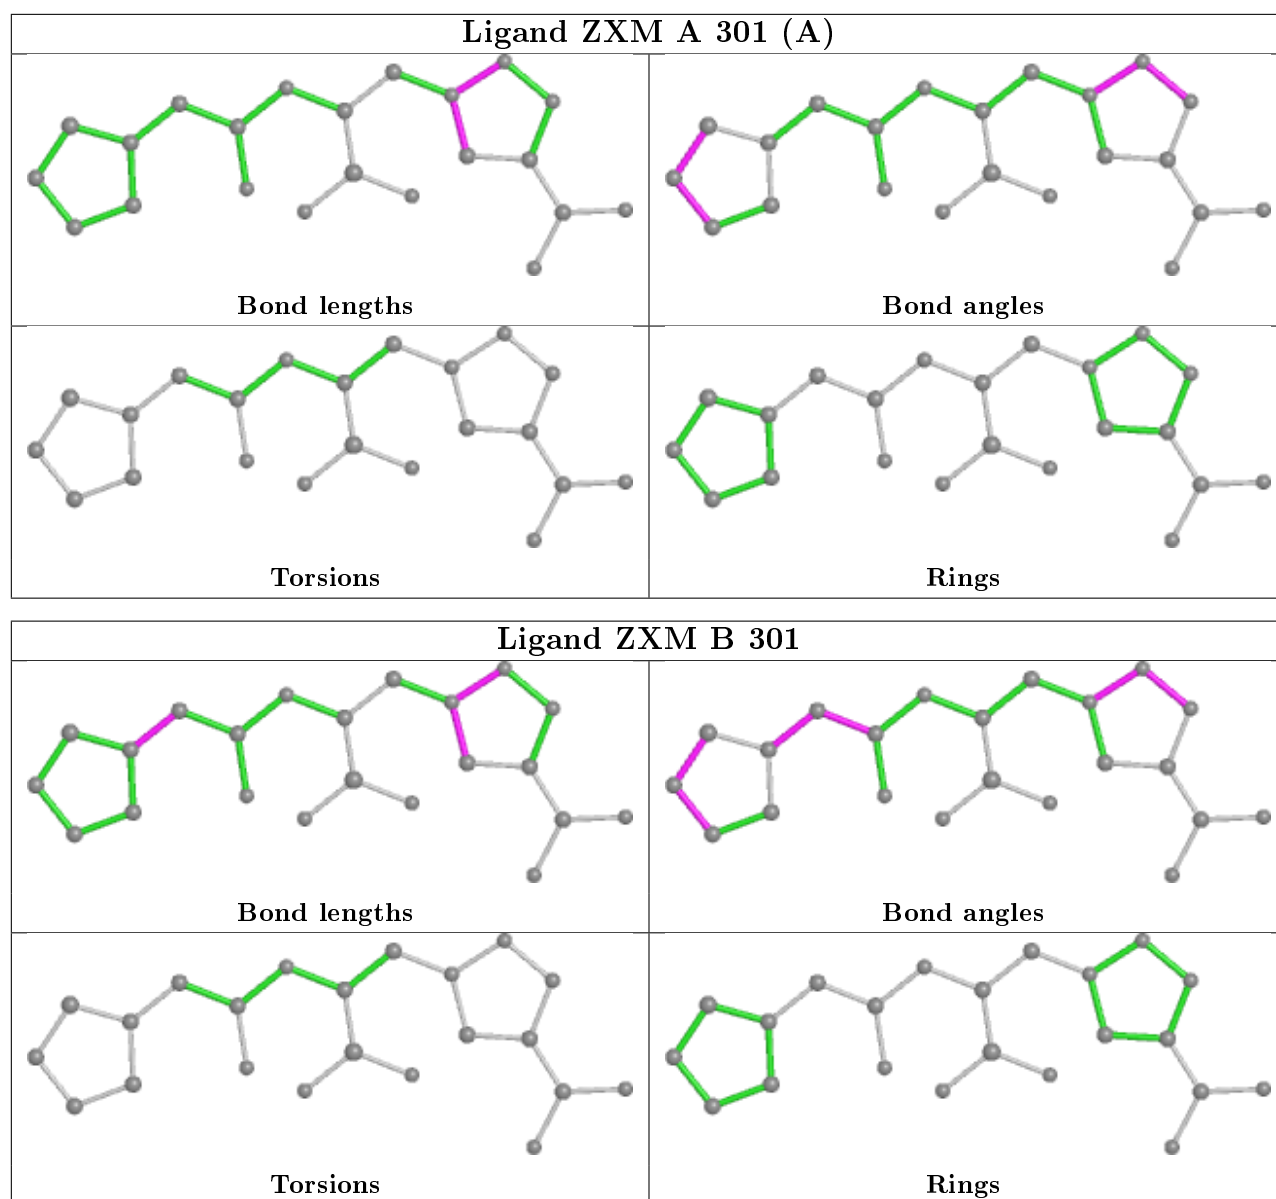 Ligand ZXM A 301 (A)
Bond lengths
Bond angles
Torsions
Rings
Ligand ZXM B 301
Bond lengths
Bond angles
Torsions
Rings